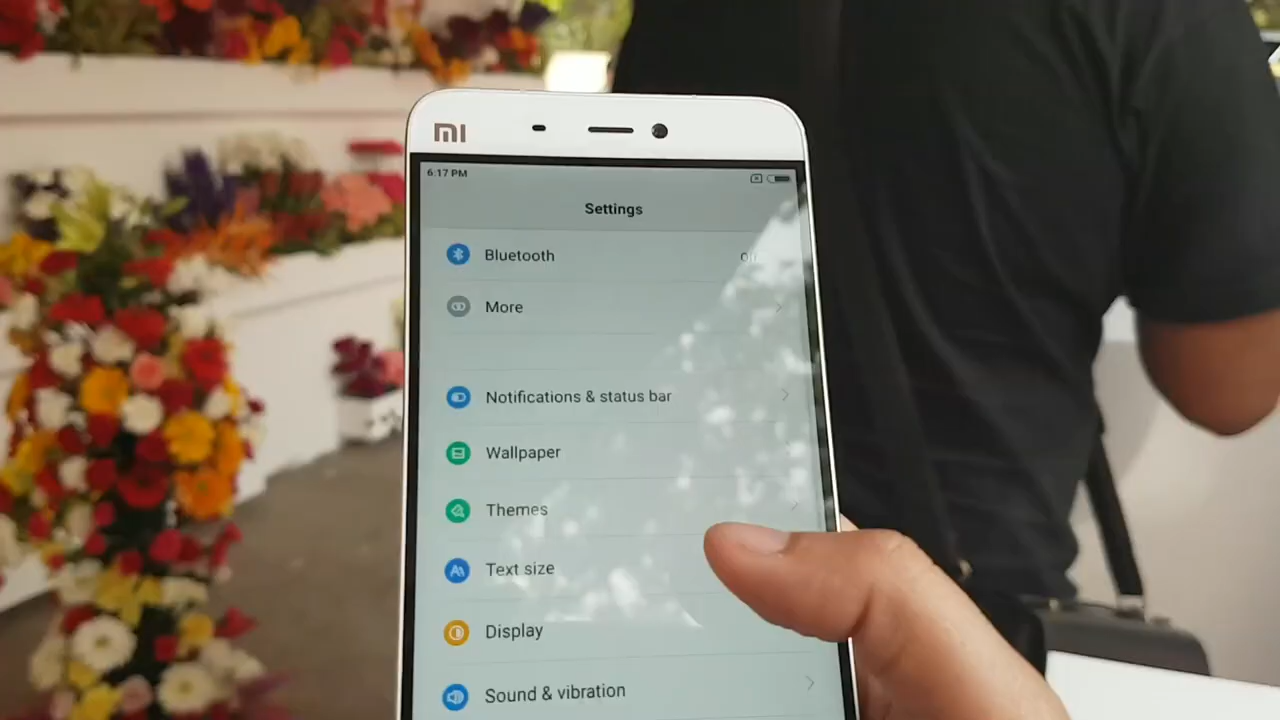 MI
6:17 PM
Settings
Bluetooth
More
Notifications & status bar
Wallpaper
Themes
Text size
Display
Sound & vibration